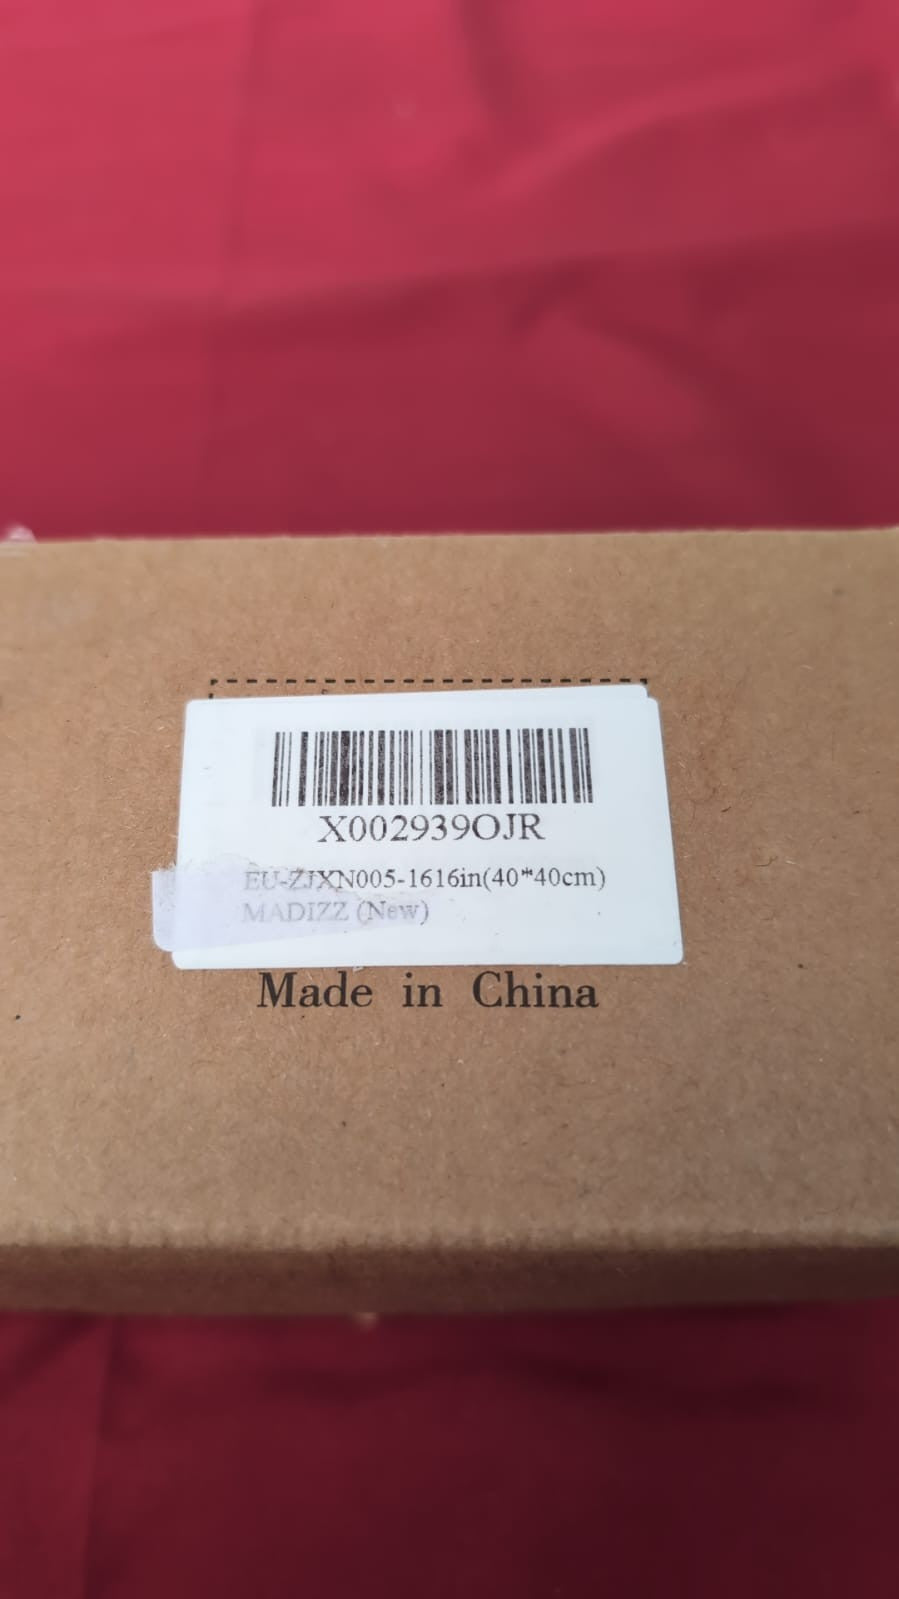 X002939OJR
EU-ZJXN005-1616in(40*40cm)
MADIZZ (New)
Made in China